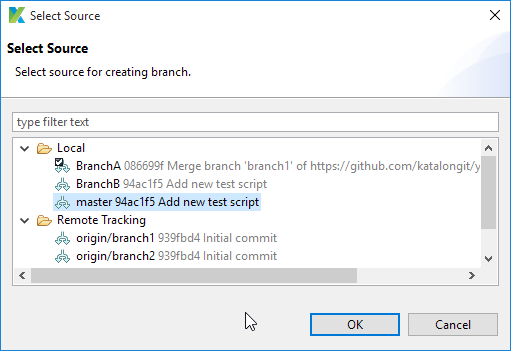 Select Source
Select Source
Select source for creating branch.
type filter text
Local
BranchA 086699f Merge branch 'branch1' of https://github.com/katalongit/y
BranchB 94ac1f5 Add new test script
master 94ac1f5 Add new test script
Remote Tracking
origin/branch1 939fbd4 Initial commit
origin/branch2 939fbd4 Initial commit
OK
Cancel